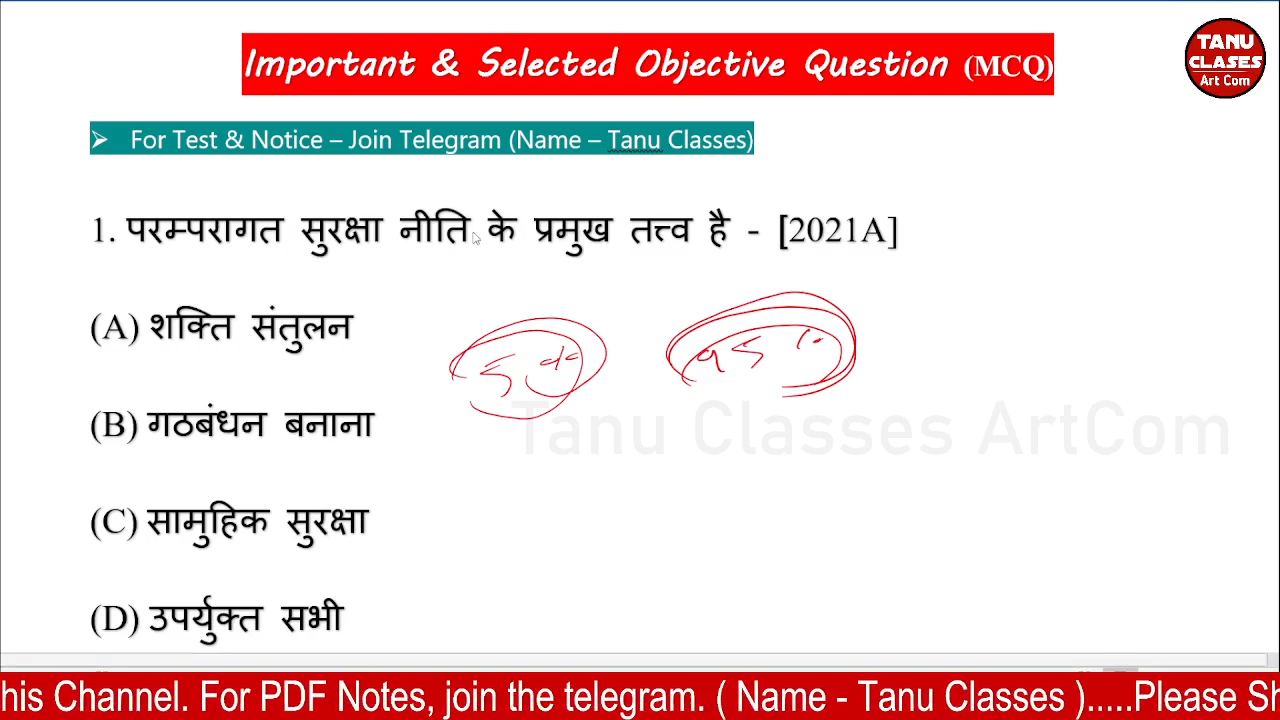 Important & Selected Objective Question (MCQ)
TANU
CLASES
Art Com
➢ For Test & Notice – Join Telegram (Name – Tanu Classes)
1. परम्परागत सुरक्षा नीति के प्रमुख तत्त्व है - [2021A]
(A) शक्ति संतुलन
(B) गठबंधन बनाना
Tanu Classes ArtCom
(C) सामुहिक सुरक्षा
(D) उपर्युक्त सभी
his Channel. For PDF Notes, join the telegram. ( Name - Tanu Classes ).....Please Sh